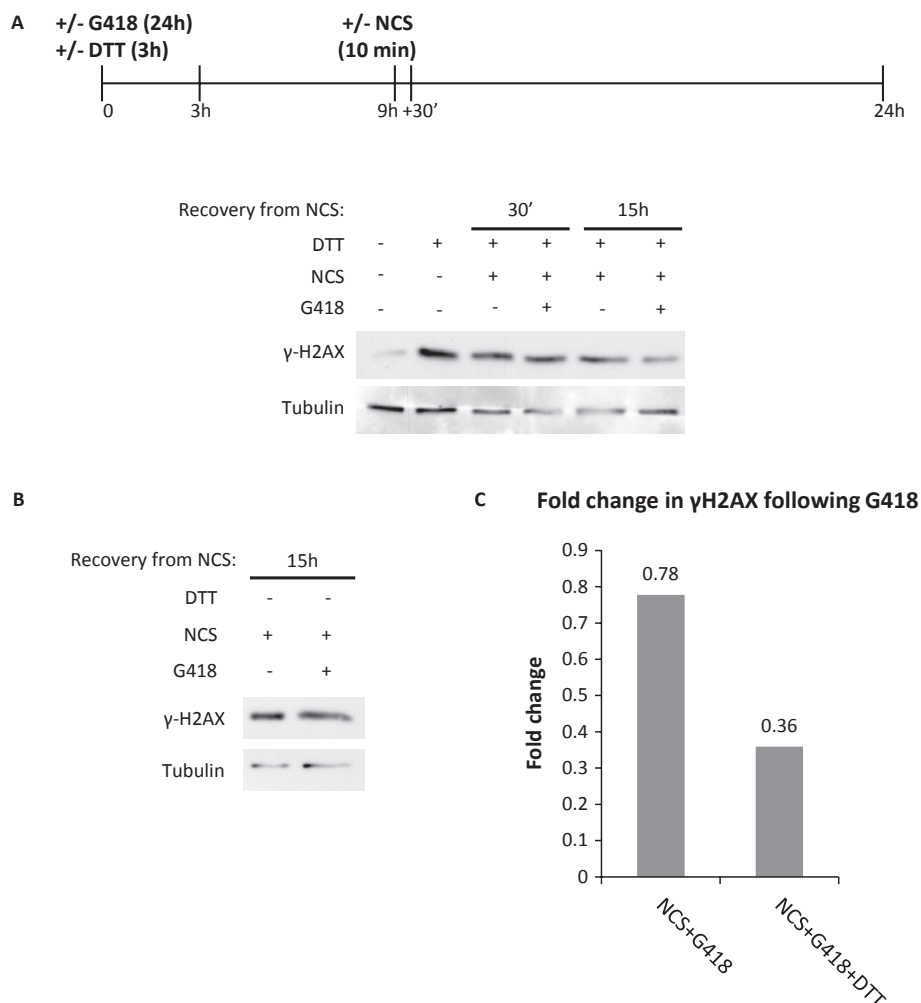 A
+/- G418 (24h) +/- NCS
+/- DTT (3h) (10 min)
0 3h 9h +30' 24h
Recovery from NCS: 30' 15h
DTT - + + + + +
NCS - - + + + +
G418 - - - + - +
γ-H2AX
Tubulin
B
Recovery from NCS: 15h
DTT - -
NCS + +
G418 - +
γ-H2AX
Tubulin
C Fold change in γH2AX following G418
Fold change
0.9
0.8
0.7
0.6
0.5
0.4
0.3
0.2
0.1
0
0.78
0.36
NCS+G418
NCS+G418+DTT